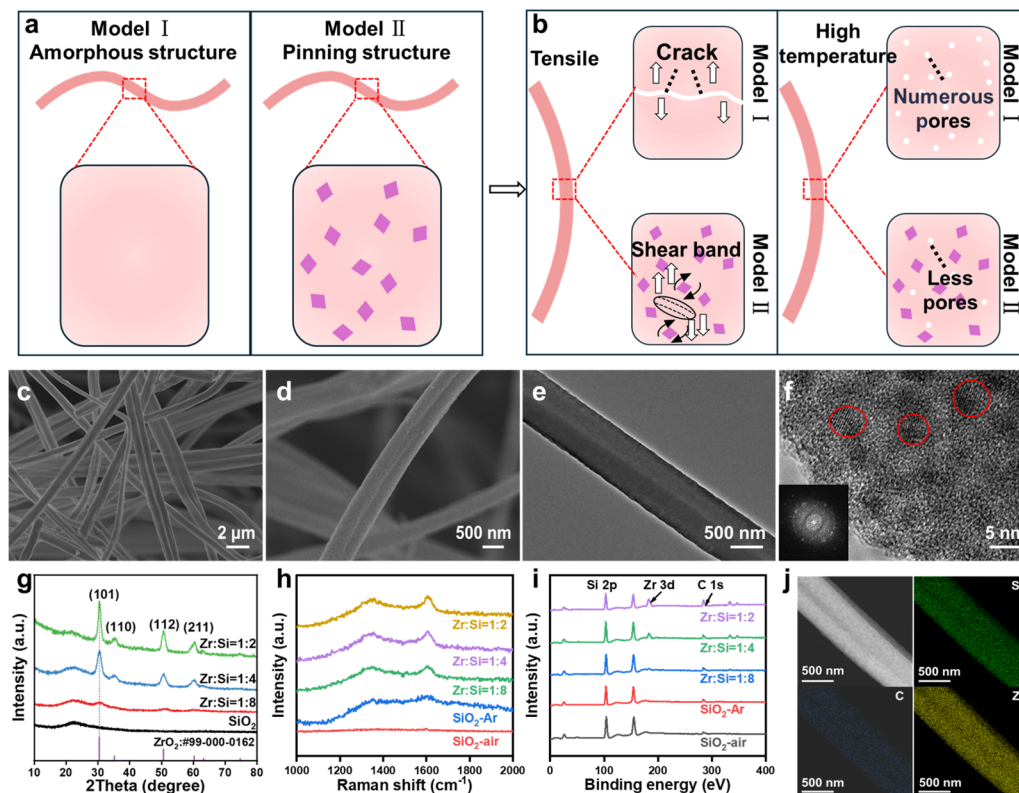 a
Model Ⅰ
Amorphous structure
Model Ⅱ
Pinning structure
b
Tensile
Crack
Model Ⅰ
Shear band
Model Ⅱ
High
temperature
Numerous
pores
Model Ⅰ
Less
pores
Model Ⅱ
c
2 μm
d
500 nm
e
500 nm
f
5 nm
g
Intensity (a.u.)
(101)
(110)
(112)
(211)
Zr:Si=1:2
Zr:Si=1:4
Zr:Si=1:8
SiO₂
ZrO₂:#99-000-0162
10 20 30 40 50 60 70 80
2Theta (degree)
h
Intensity (a.u.)
Zr:Si=1:2
Zr:Si=1:4
Zr:Si=1:8
SiO₂-Ar
SiO₂-air
1000 1200 1400 1600 1800 2000
Raman shift (cm⁻¹)
i
Intensity (a.u.)
Si 2p Zr 3d C 1s
Zr:Si=1:2
Zr:Si=1:4
Zr:Si=1:8
SiO₂-Ar
SiO₂-air
0 100 200 300 400
Binding energy (eV)
j
500 nm
S
500 nm
C
500 nm
Z
500 nm